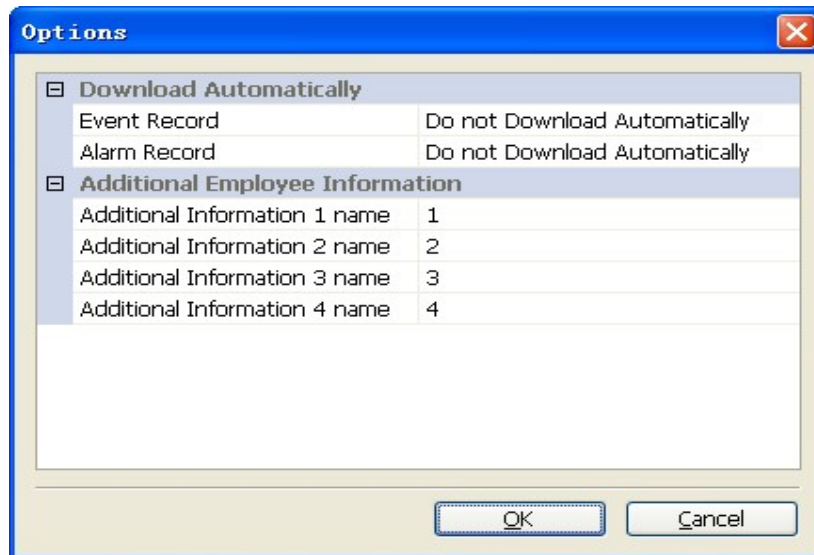 Options
Download Automatically
Event Record Do not Download Automatically
Alarm Record Do not Download Automatically
Additional Employee Information
Additional Information 1 name 1
Additional Information 2 name 2
Additional Information 3 name 3
Additional Information 4 name 4
OK Cancel